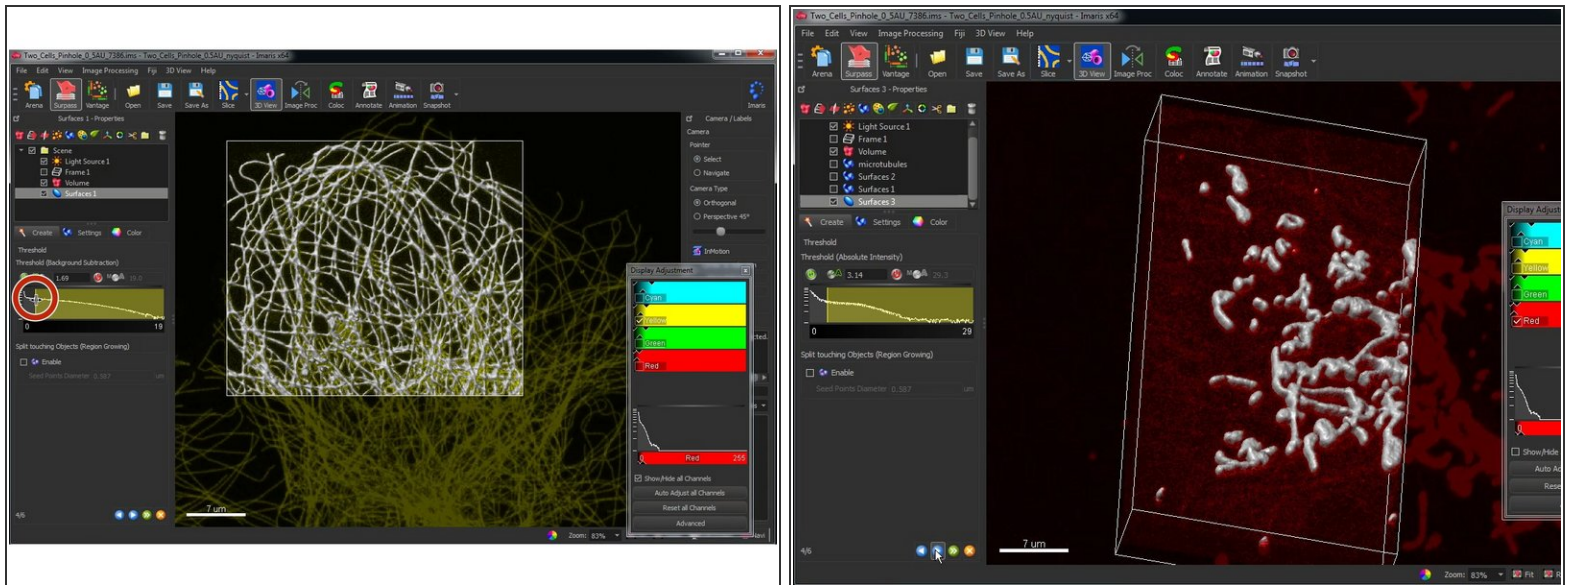 Two_Cells_Pinhole_0_5AU_7386.ims - Two_Cells_Pinhole_0.5AU_nyquist - Imaris x64
File Edit View Image Processing Fiji 3D View Help
Arena Surpass Vantage Open Save Save As Slice 3D View Image Proc Coloc Annotate Animation Snapshot Imaris
Surfaces 1 - Properties
Scene
Light Source 1
Frame 1
Volume
Surfaces 1
Create Settings Color
Threshold
Threshold (Background Subtraction)
1.69
0 19
Split touching Objects (Region Growing)
Enable
Seed Points Diameter 0.587 um
4/6
7 um
Camera / Labels
Camera
Pointer
Select
Navigate
Camera Type
Orthogonal
Perspective 45°
InMotion
Display Adjustment
Cyan
Yellow
Green
Red
Red 255
Show/Hide all Channels
Auto Adjust all Channels
Reset all Channels
Advanced
Zoom: 83%
Two_Cells_Pinhole_0_5AU_7386.ims - Two_Cells_Pinhole_0.5AU_nyquist - Imaris x64
File Edit View Image Processing Fiji 3D View Help
Arena Surpass Vantage Open Save Save As Slice 3D View Image Proc Coloc Annotate Animation Snapshot
Surfaces 3 - Properties
Light Source 1
Frame 1
Volume
microtubules
Surfaces 2
Surfaces 1
Surfaces 3
Create Settings Color
Threshold
Threshold (Absolute Intensity)
3.14 29.3
0 29
Split touching Objects (Region Growing)
Enable
Seed Points Diameter 0.587 um
4/6
7 um
Display Adjust
Cyan
Yellow
Green
Red
0
Show/Hide
Auto Ad
Rese
Zoom: 83% Fit